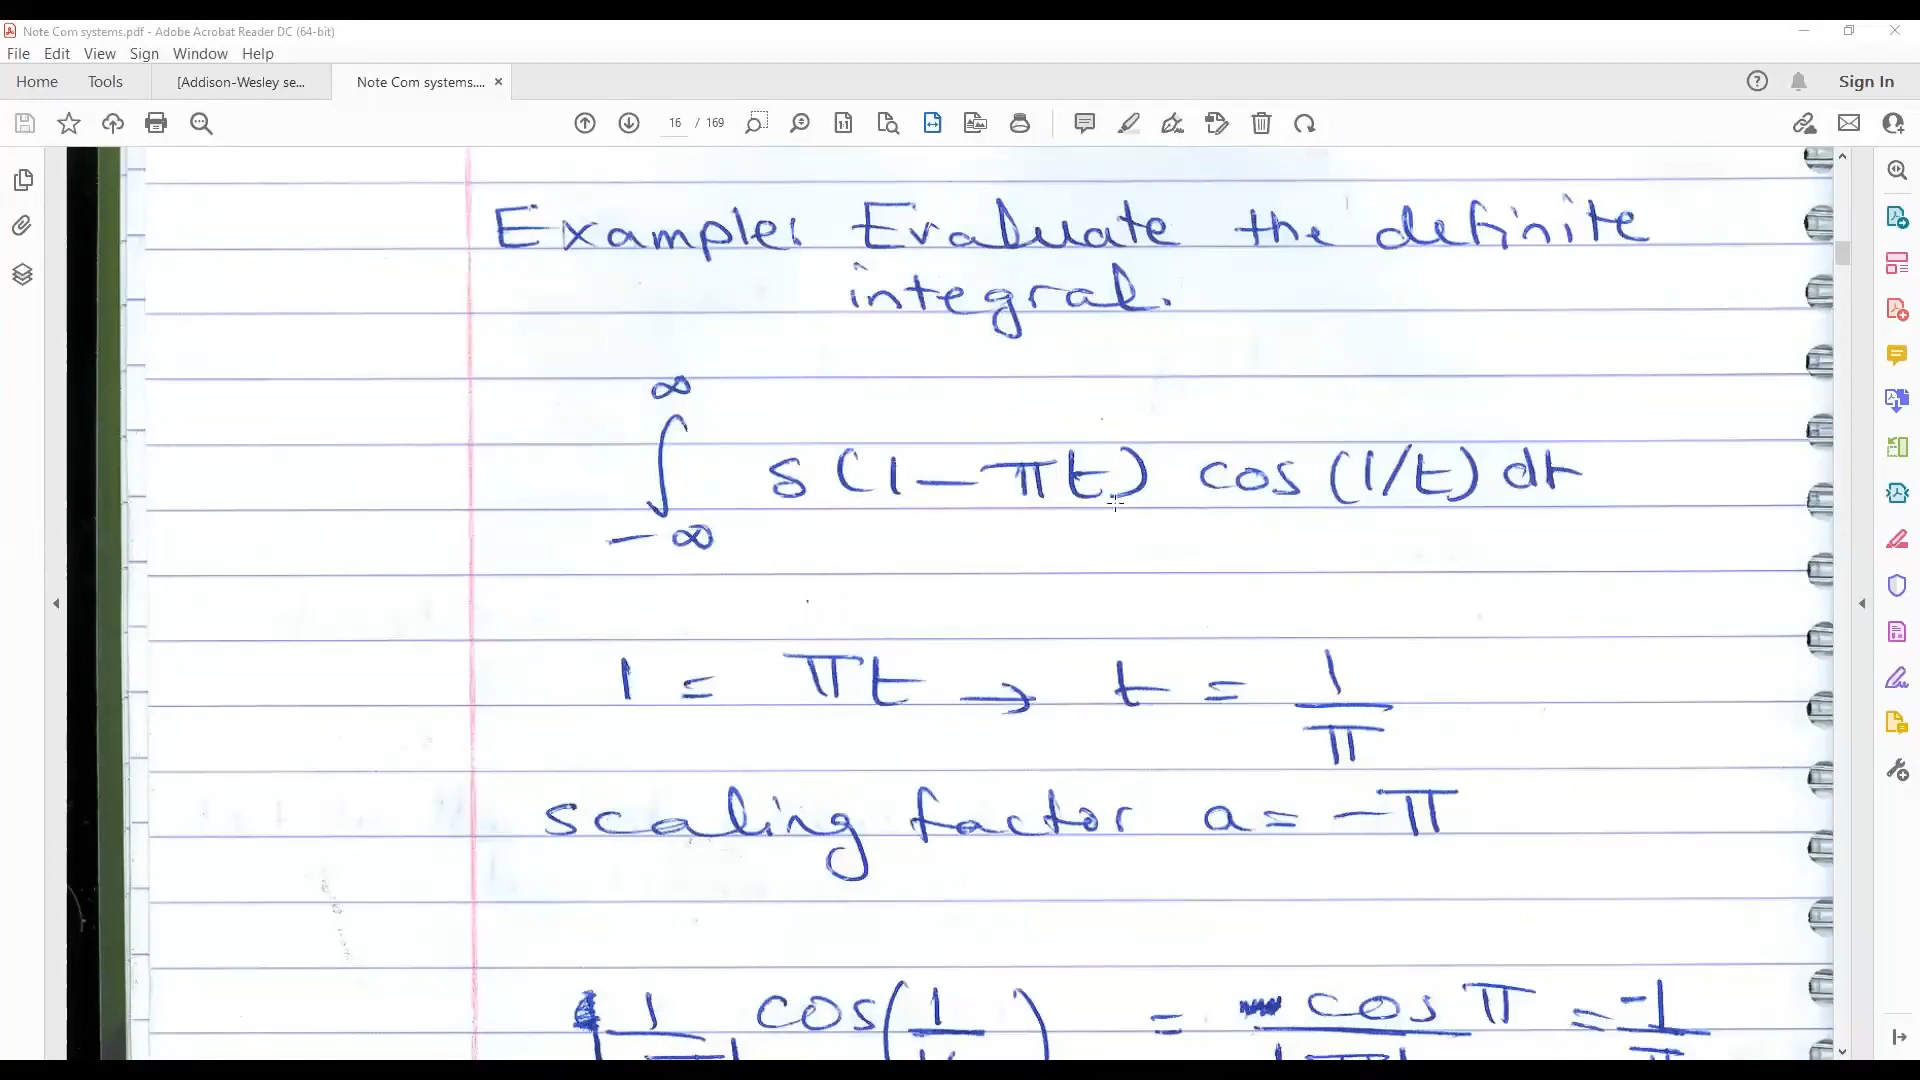 Note Com systems.pdf - Adobe Acrobat Reader DC (64-bit)
File Edit View Sign Window Help
Home Tools [Addison-Wesley se... Note Com systems.... ×
16 / 169
Sign In
Example: Evaluate the definite
integral.
∞
∫ δ(1-πt) cos(1/t) dt
-∞
1 = πt → t = 1/π
scaling factor a = -π
1 cos(1 ) = cos π = -1